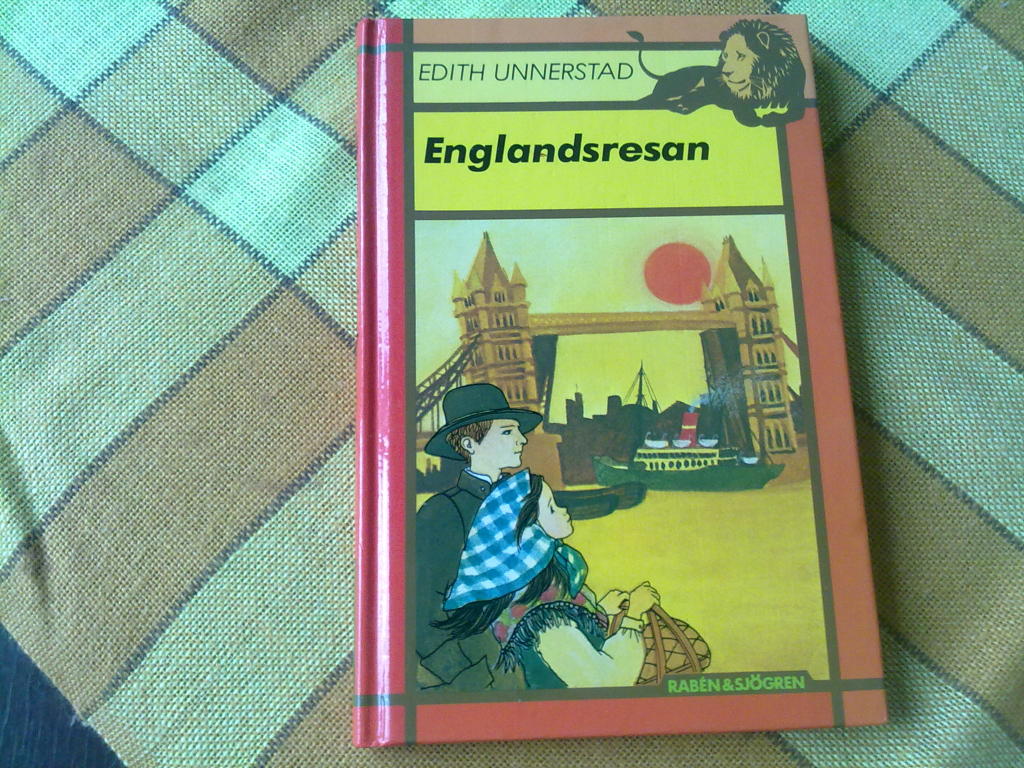 EDITH UNNERSTAD
Englandsresan
RABÉN & SJÖGREN